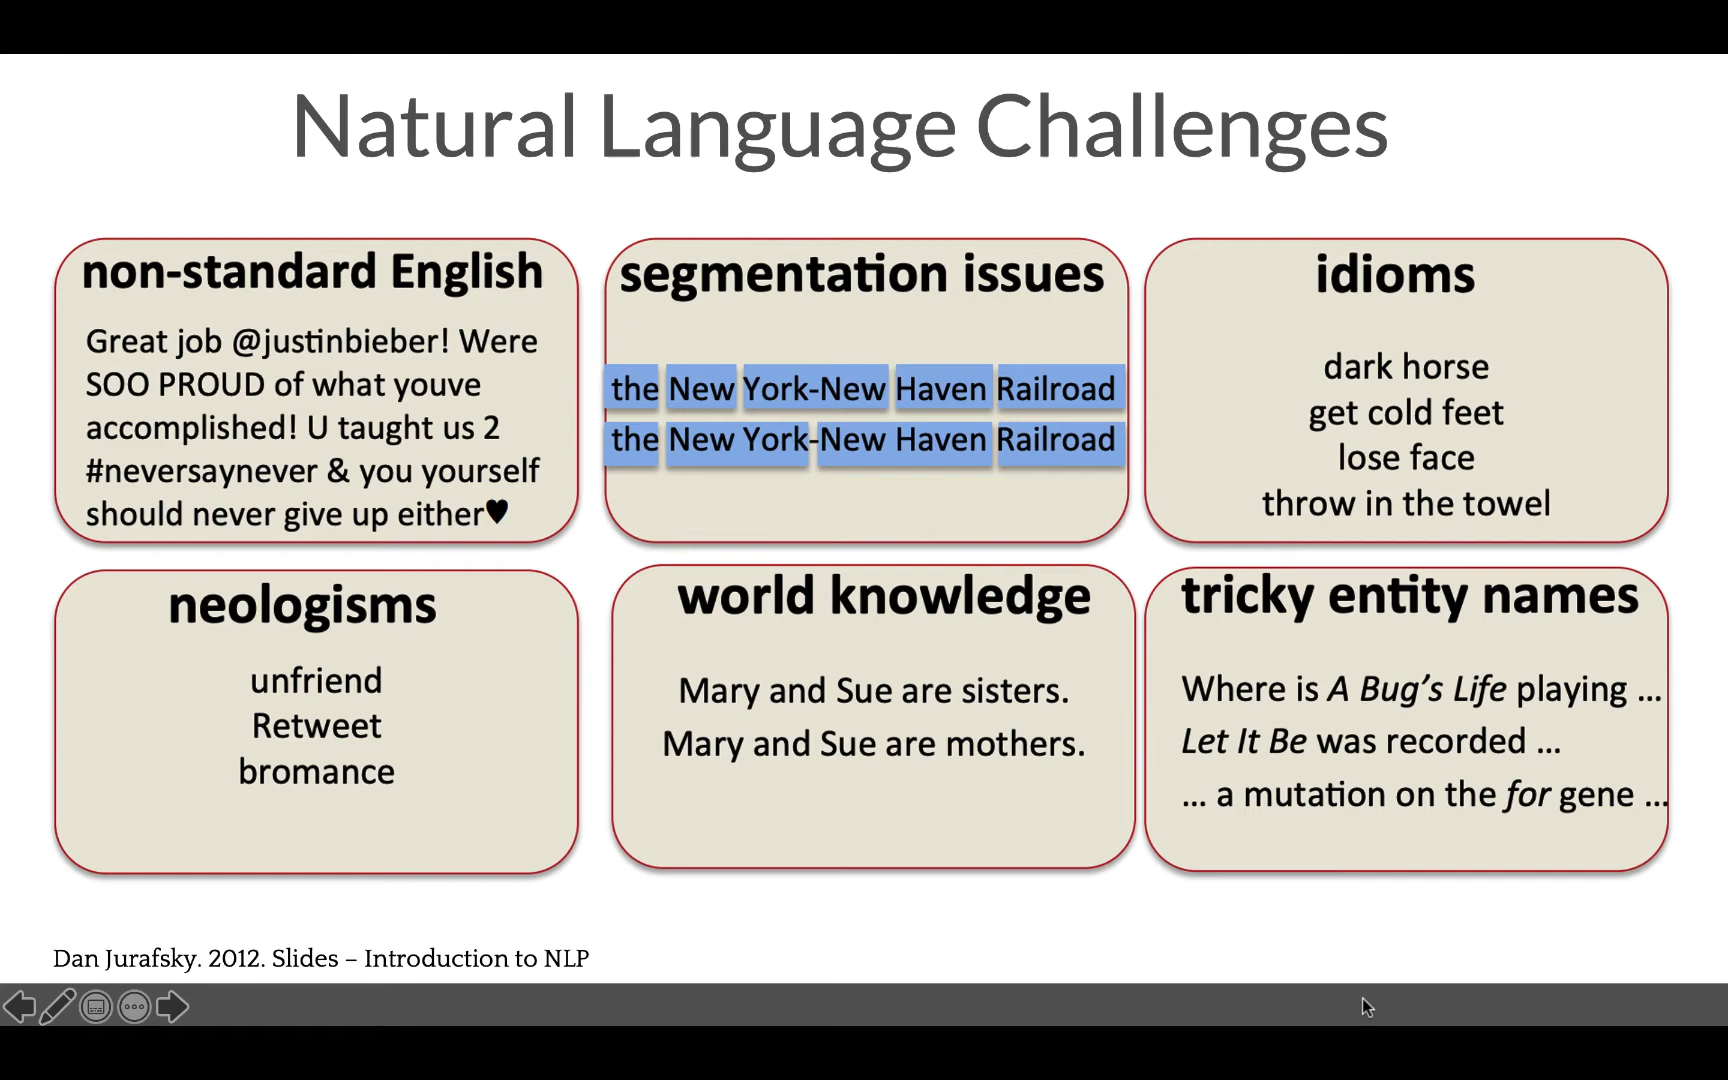 Natural Language Challenges
non-standard English
Great job @justinbieber! Were
SOO PROUD of what youve
accomplished! U taught us 2
#neversaynever & you yourself
should never give up either♥
segmentation issues
the New York-New Haven Railroad
the New York-New Haven Railroad
idioms
dark horse
get cold feet
lose face
throw in the towel
neologisms
unfriend
Retweet
bromance
world knowledge
Mary and Sue are sisters.
Mary and Sue are mothers.
tricky entity names
Where is A Bug's Life playing …
Let It Be was recorded …
… a mutation on the for gene …
Dan Jurafsky. 2012. Slides – Introduction to NLP